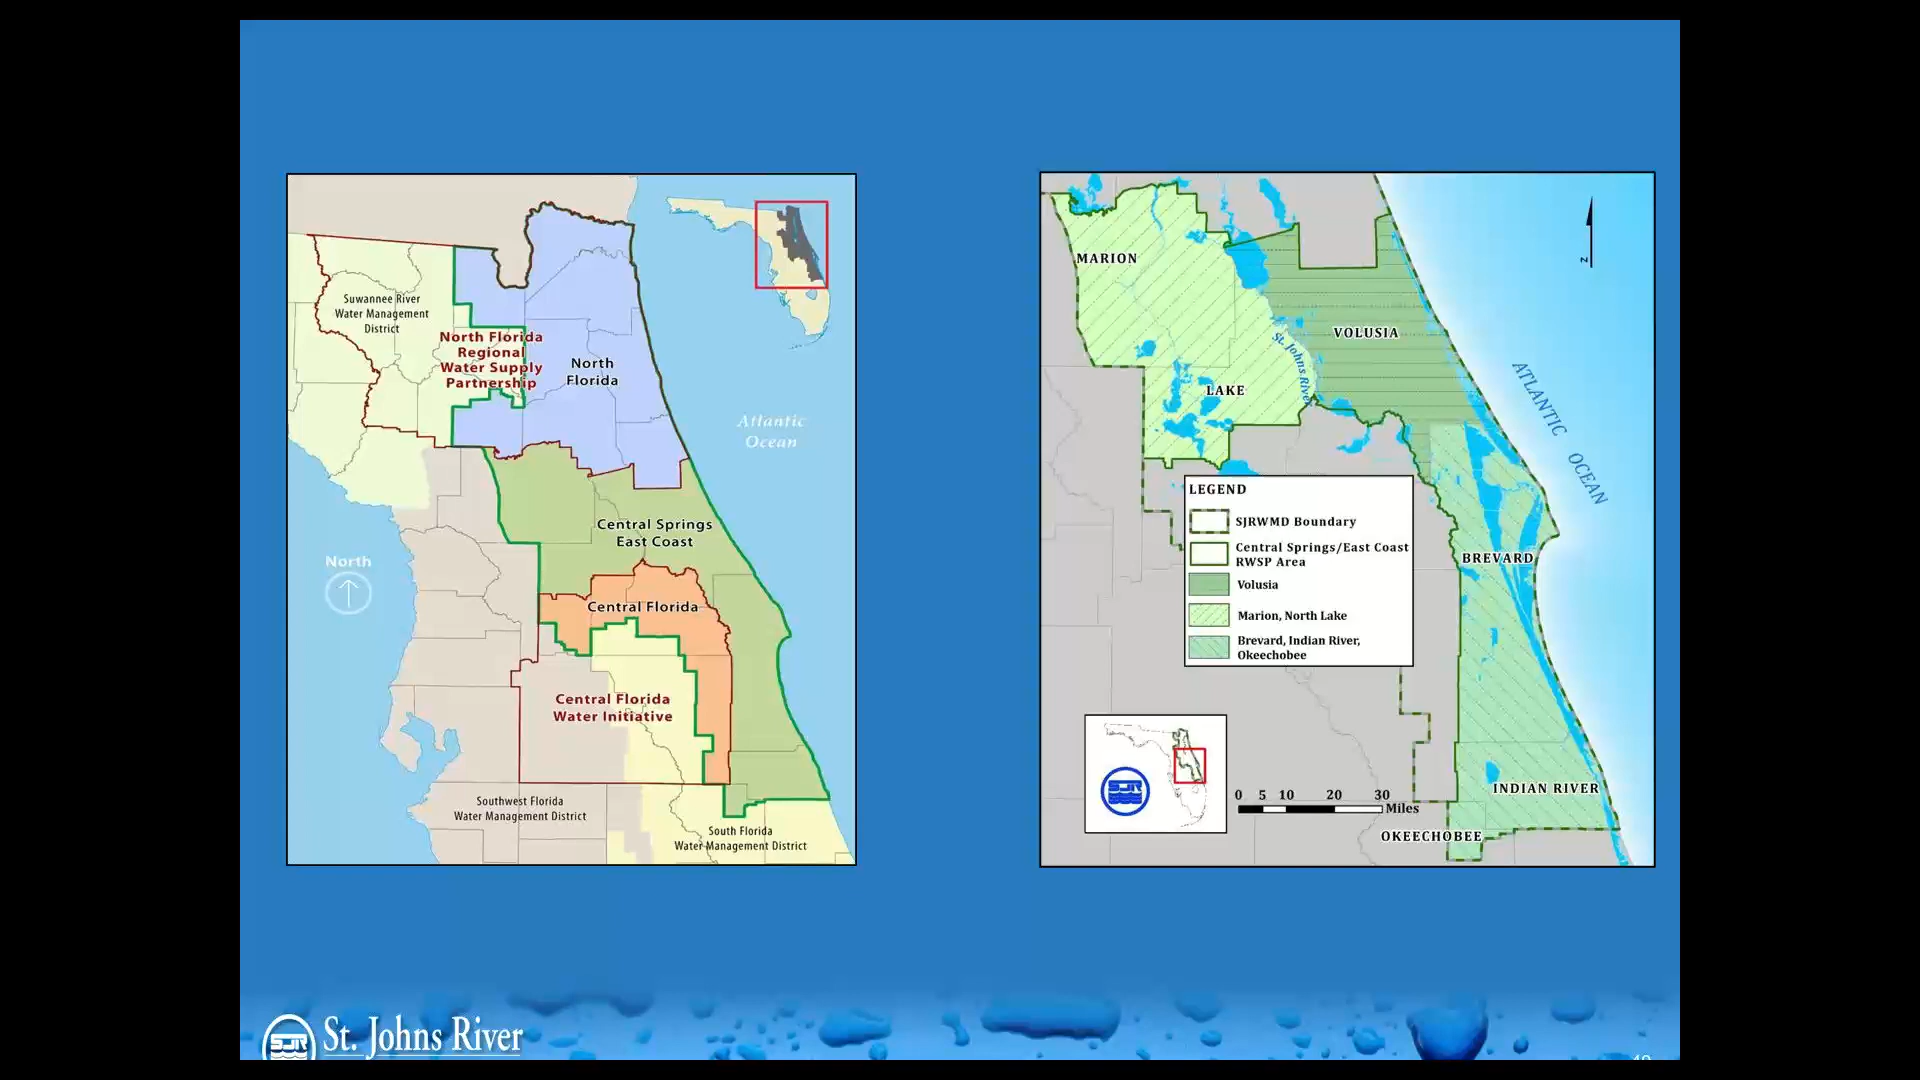 Suwannee River
Water Management
District
North Florida
Regional
Water Supply
Partnership
North
Florida
Atlantic
Ocean
Central Springs
East Coast
North
Central Florida
Central Florida
Water Initiative
Southwest Florida
Water Management District
South Florida
Water Management District
MARION
N
VOLUSIA
St. Johns River
LAKE
ATLANTIC OCEAN
LEGEND
SJRWMD Boundary
Central Springs/East Coast
RWSP Area
Volusia
Marion, North Lake
Brevard, Indian River,
Okeechobee
BREVARD
SJR
0 5 10 20 30
Miles
INDIAN RIVER
OKEECHOBEE
SJR
St. Johns River